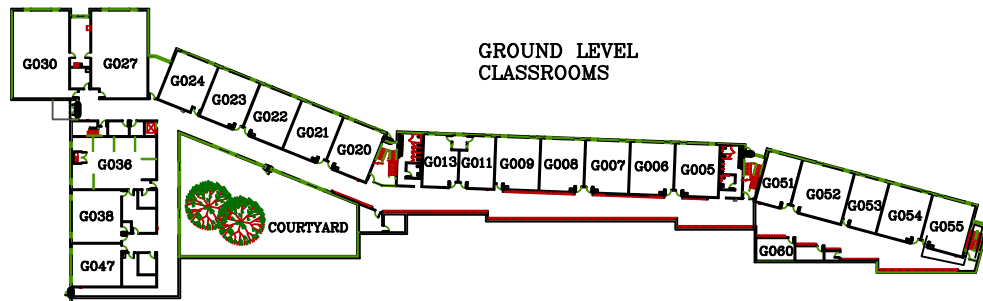 GROUND LEVEL
CLASSROOMS
G030
G027
G024
G023
G022
G021
G020
G013
G011
G009
G008
G007
G006
G005
G051
G052
G053
G054
G055
G060
G036
G038
G047
COURTYARD